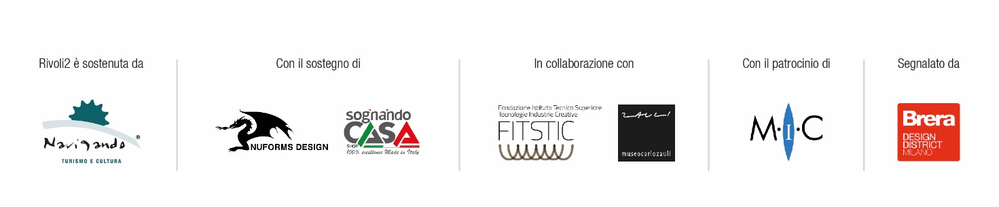 Rivoli2 è sostenuta da
Navigando ®
TURISMO E CULTURA
Con il sostegno di
NUFORMS DESIGN
sognando
CASA
SHOP
100% excellence Made in Italy
In collaborazione con
Fondazione Istituto Tecnico Superiore
Tecnologie Industrie Creative
FITSTIC
ZAULI
museocarlozauli
Con il patrocinio di
M·I·C
Segnalato da
Brera
DESIGN
DISTRICT
MILANO